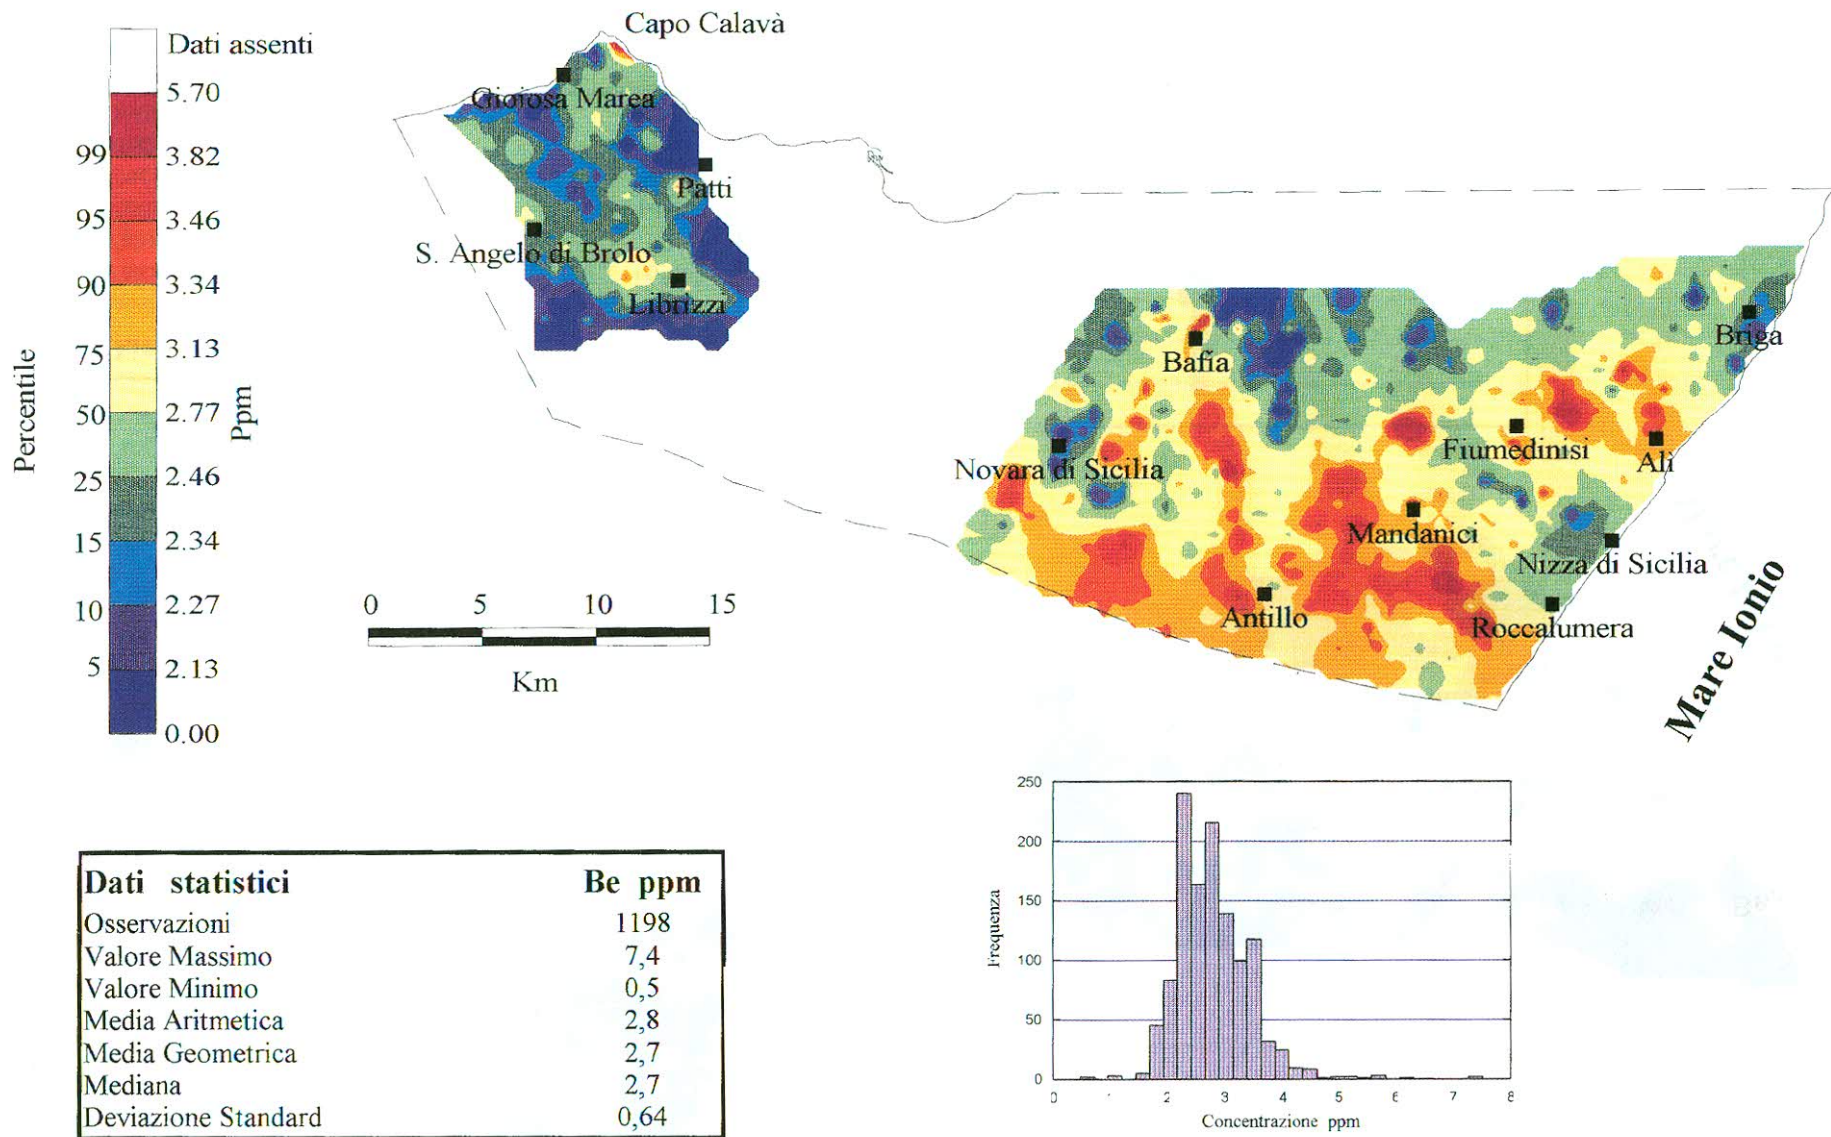 Capo Calavà
Dati assenti
5.70
99
3.82
95
3.46
90
3.34
75
3.13
50
2.77
25
2.46
15
2.34
10
2.27
5
2.13
0.00
Percentile
Ppm
Gioiosa Marea
Patti
S. Angelo di Brolo
Librizzi
Briga
Bafia
Fiumedinisi
Alì
Novara di Sicilia
Mandanici
Nizza di Sicilia
Antillo
Roccalumera
Mare Ionio
0 5 10 15
Km
Dati statistici Be ppm
Osservazioni 1198
Valore Massimo 7,4
Valore Minimo 0,5
Media Aritmetica 2,8
Media Geometrica 2,7
Mediana 2,7
Deviazione Standard 0,64
250
200
150
100
50
0
Frequenza
0 1 2 3 4 5 6 7 8
Concentrazione ppm